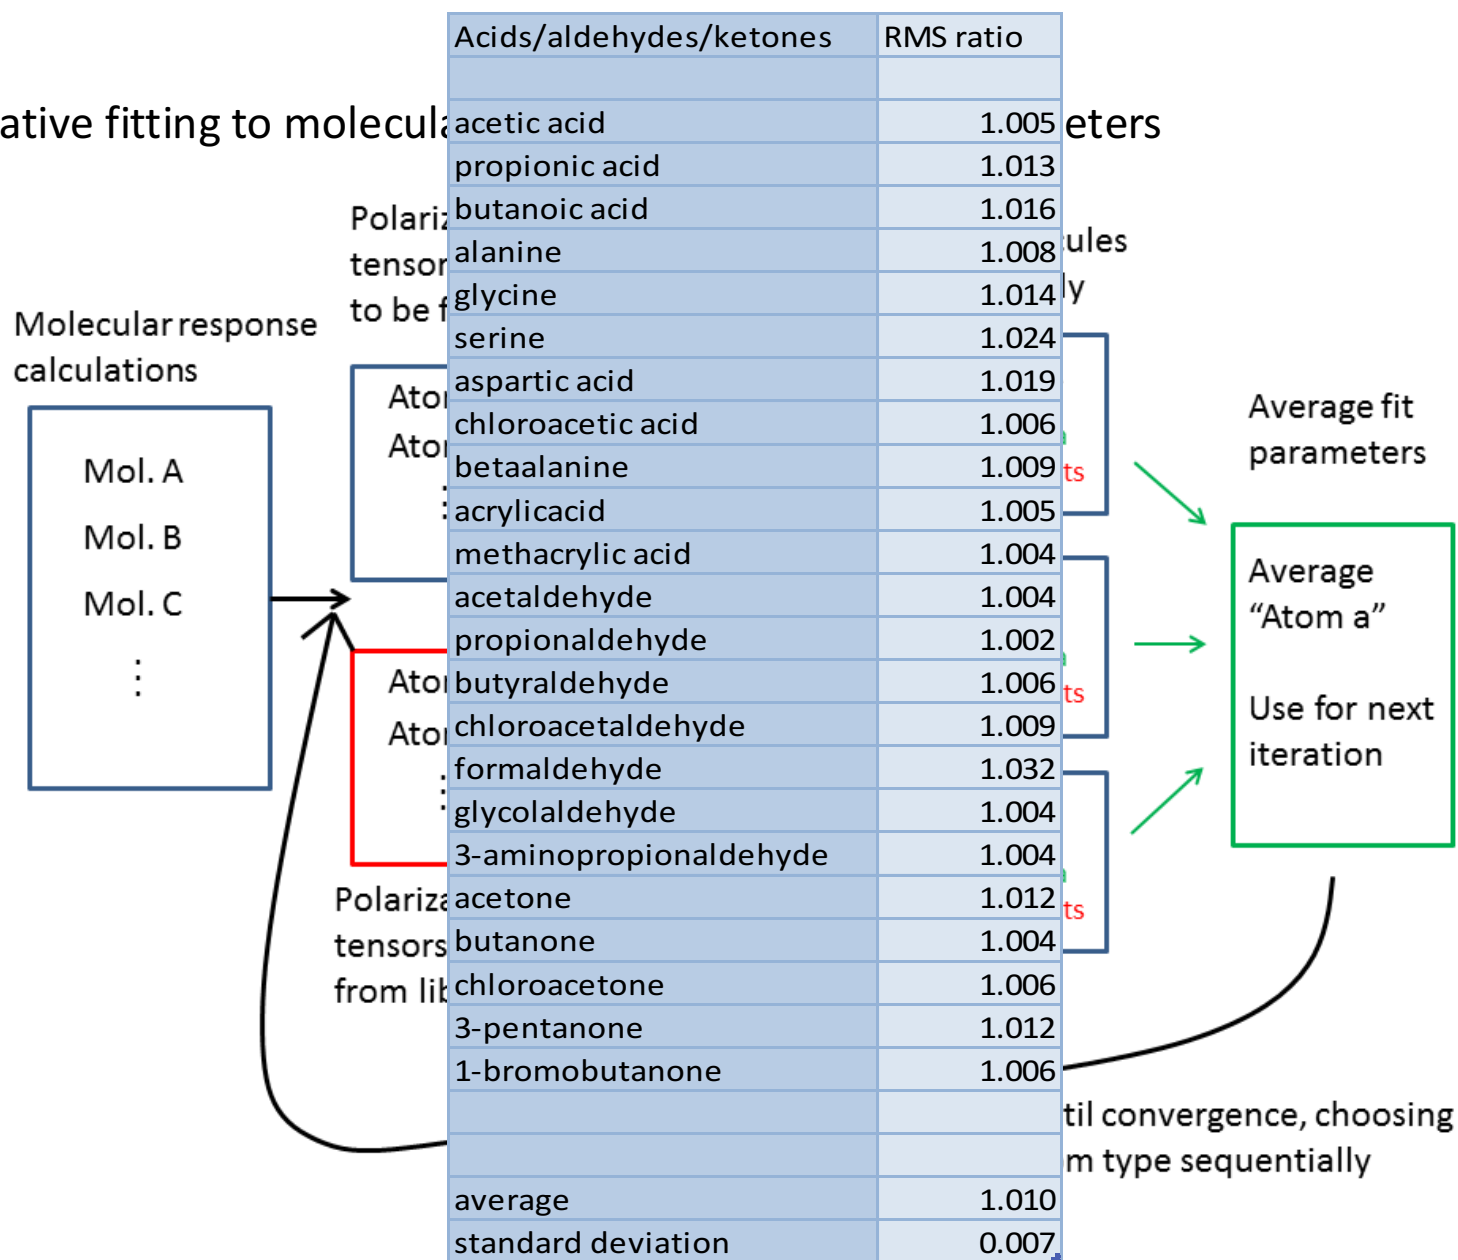 ative fitting to molecula
eters
Molecular response
calculations
Mol. A
Mol. B
Mol. C
Polariz
tensor
to be f
Ato
Ato
Ato
Ato
Polariza
tensors
from lib
Acids/aldehydes/ketones RMS ratio
acetic acid 1.005
propionic acid 1.013
butanoic acid 1.016
alanine 1.008
glycine 1.014
serine 1.024
aspartic acid 1.019
chloroacetic acid 1.006
betaalanine 1.009
acrylicacid 1.005
methacrylic acid 1.004
acetaldehyde 1.004
propionaldehyde 1.002
butyraldehyde 1.006
chloroacetaldehyde 1.009
formaldehyde 1.032
glycolaldehyde 1.004
3-aminopropionaldehyde 1.004
acetone 1.012
butanone 1.004
chloroacetone 1.006
3-pentanone 1.012
1-bromobutanone 1.006
average 1.010
standard deviation 0.007
ules
ly
ts
ts
ts
Average fit
parameters
Average
“Atom a”
Use for next
iteration
til convergence, choosing
m type sequentially